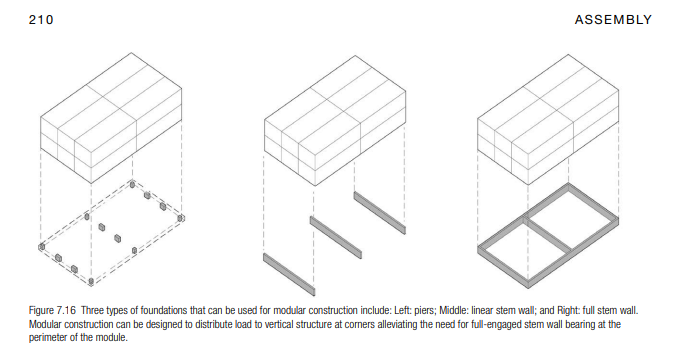 210
ASSEMBLY
Figure 7.16 Three types of foundations that can be used for modular construction include: Left: piers; Middle: linear stem wall; and Right: full stem wall.
Modular construction can be designed to distribute load to vertical structure at corners alleviating the need for full-engaged stem wall bearing at the
perimeter of the module.